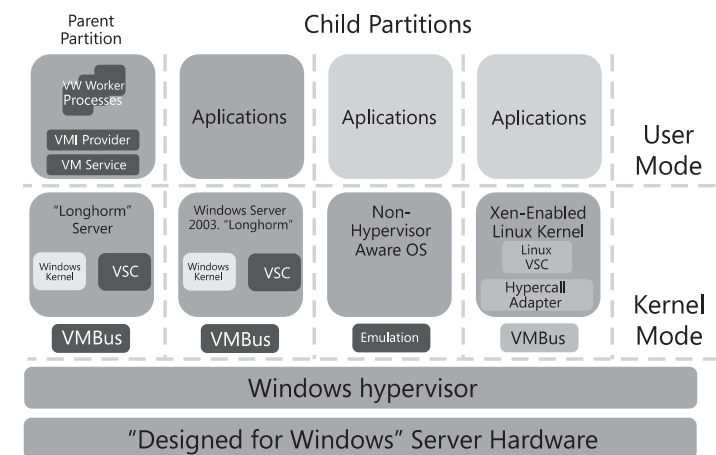 Parent
Partition
Child Partitions
VW Worker
Processes
VMI Provider
VM Service
Aplications
Aplications
Aplications
User
Mode
“Longhorm”
Server
Windows
Kernel
VSC
Windows Server
2003. “Longhorm”
Windows
Kernel
VSC
Non-
Hypervisor
Aware OS
Xen-Enabled
Linux Kernel
Linux
VSC
Hypercall
Adapter
Kernel
Mode
VMBus
VMBus
Emulation
VMBus
Windows hypervisor
“Designed for Windows” Server Hardware